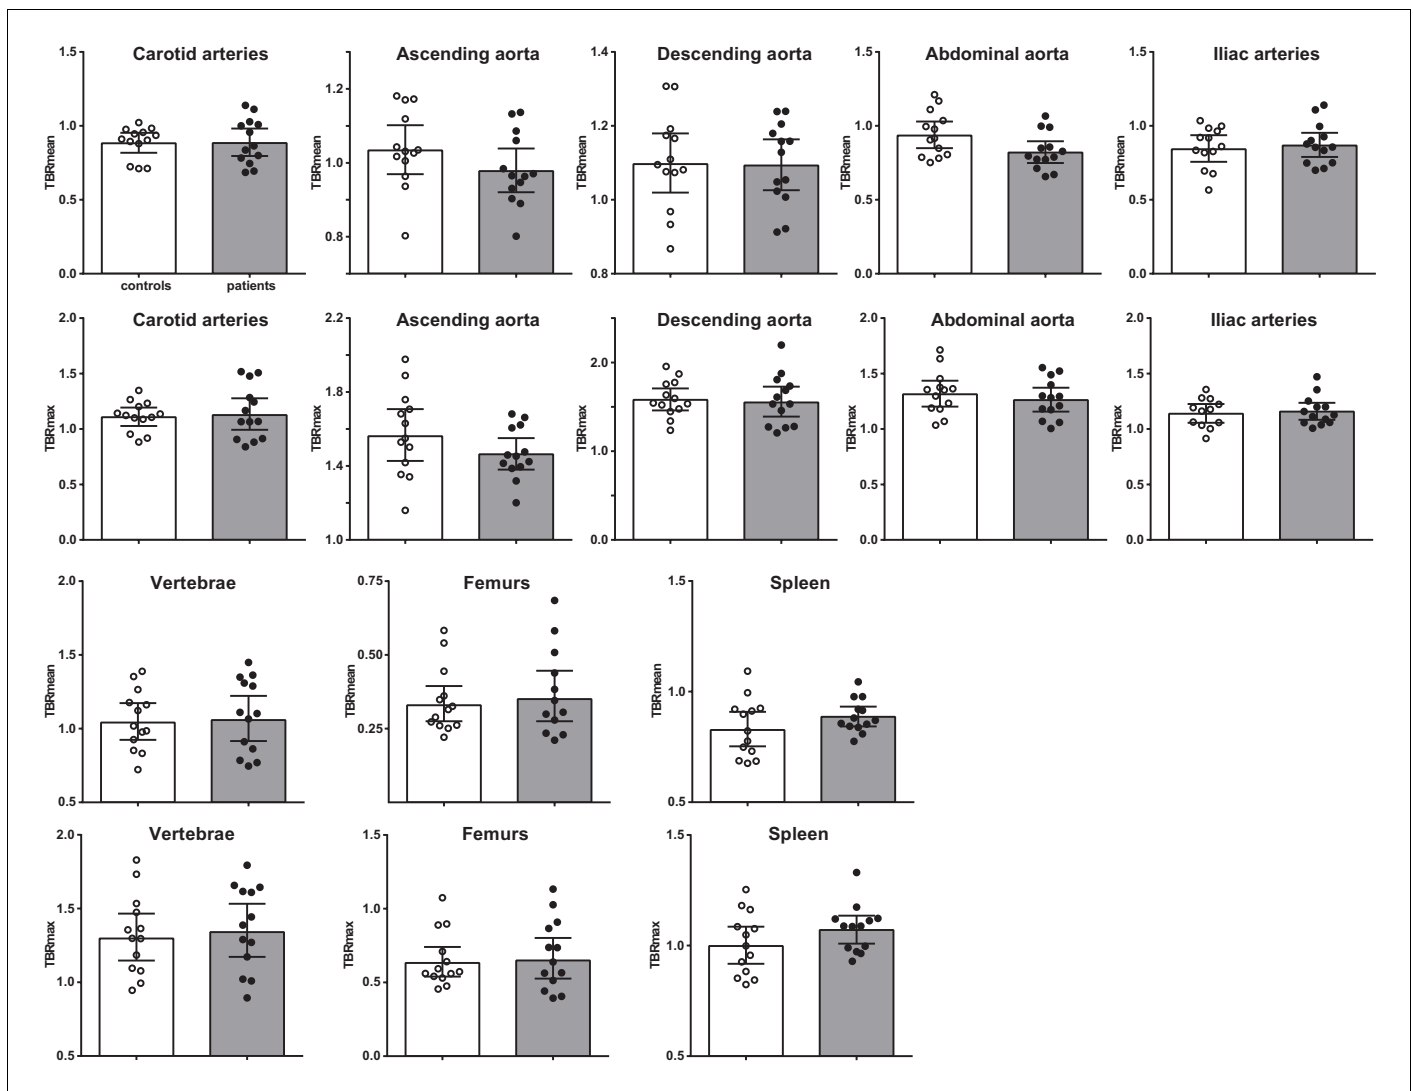 Carotid arteries
TBRmean
1.5
1.0
0.5
0.0
controls
patients
Ascending aorta
TBRmean
1.2
1.0
0.8
Descending aorta
TBRmean
1.4
1.2
1.0
0.8
Abdominal aorta
TBRmean
1.5
1.0
0.5
0.0
Iliac arteries
TBRmean
1.5
1.0
0.5
0.0
Carotid arteries
TBRmax
2.0
1.5
1.0
0.5
0.0
Ascending aorta
TBRmax
2.2
1.8
1.4
1.0
Descending aorta
TBRmax
2.0
1.0
0.0
Abdominal aorta
TBRmax
2.0
1.5
1.0
0.5
0.0
Iliac arteries
TBRmax
2.0
1.5
1.0
0.5
0.0
Vertebrae
TBRmean
2.0
1.5
1.0
0.5
Femurs
TBRmean
0.75
0.50
0.25
Spleen
TBRmean
1.5
1.0
0.5
Vertebrae
TBRmax
2.0
1.5
1.0
0.5
Femurs
TBRmax
1.5
1.0
0.5
0.0
Spleen
TBRmax
1.5
1.0
0.5